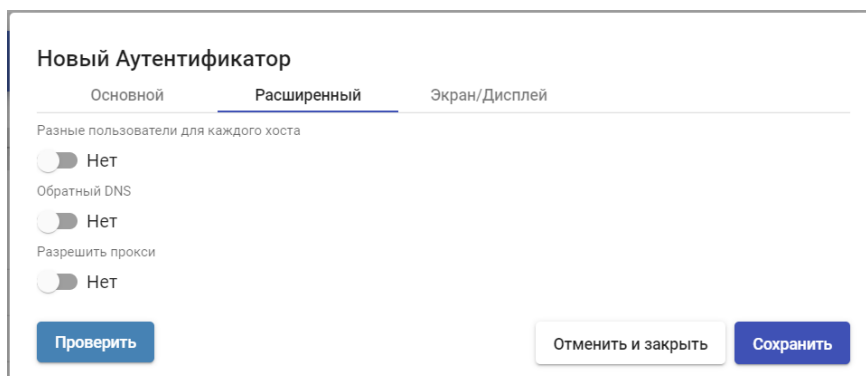 Новый Аутентификатор
Основной Расширенный Экран/Дисплей
Разные пользователи для каждого хоста
Нет
Обратный DNS
Нет
Разрешить прокси
Нет
Проверить Отменить и закрыть Сохранить